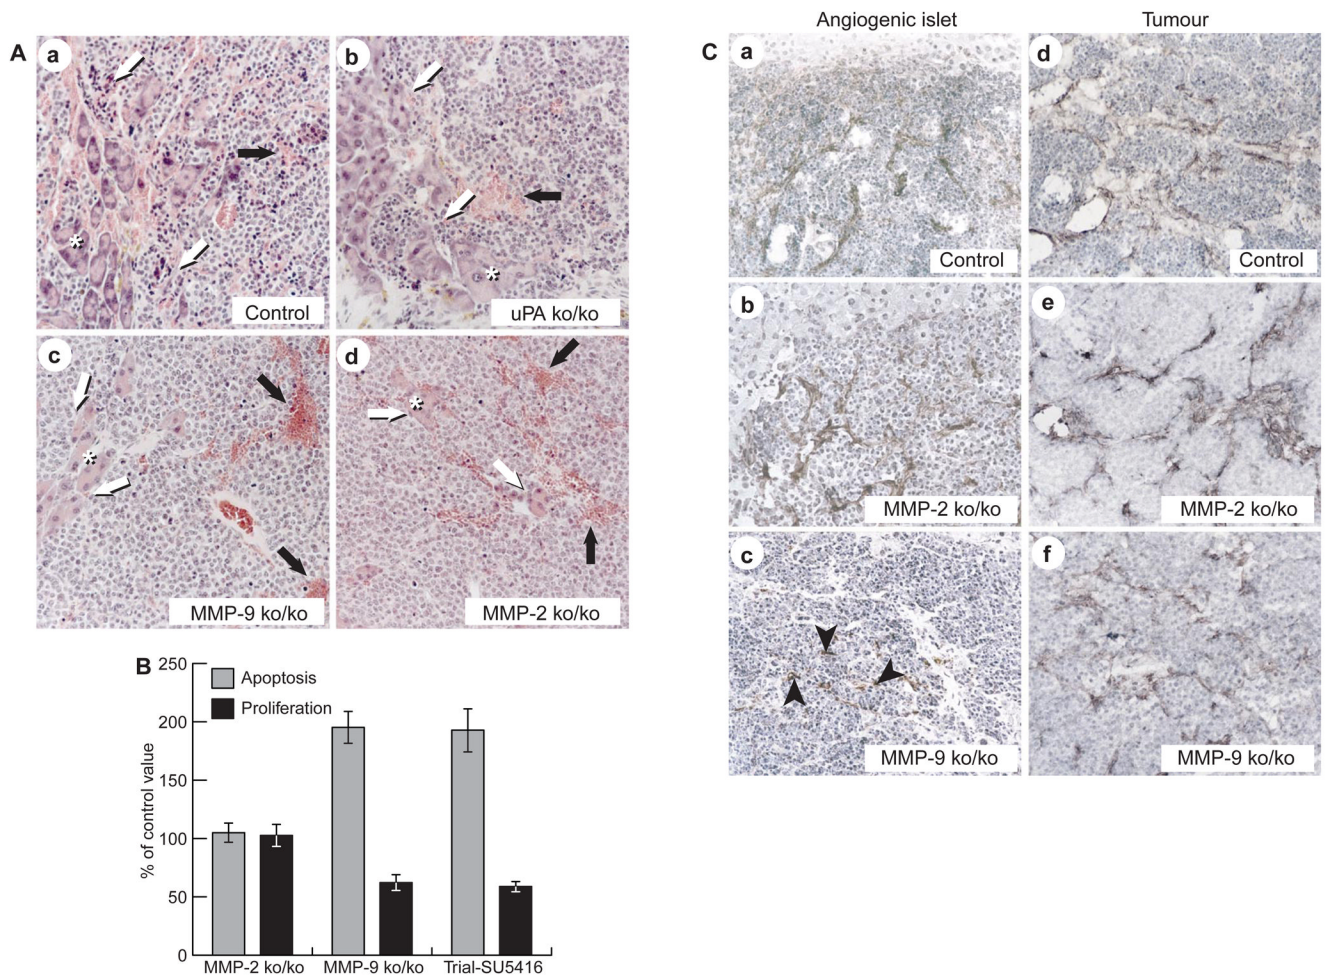 A
a
Control
b
uPA ko/ko
c
MMP-9 ko/ko
d
MMP-2 ko/ko
*
*
*
*
B
Apoptosis
Proliferation
% of control value
250
200
150
100
50
0
MMP-2 ko/ko MMP-9 ko/ko Trial-SU5416
C
Angiogenic islet Tumour
a
Control
d
Control
b
MMP-2 ko/ko
e
MMP-2 ko/ko
c
MMP-9 ko/ko
f
MMP-9 ko/ko